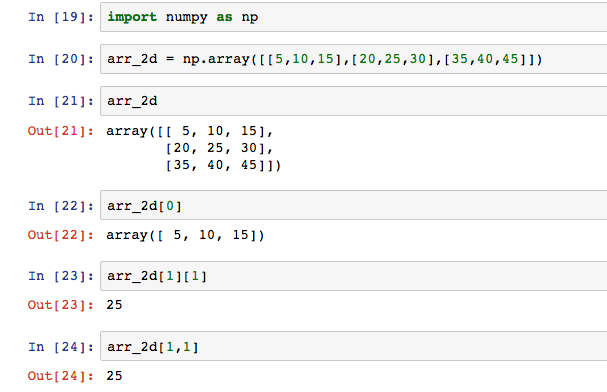 In [19]: import numpy as np
In [20]: arr_2d = np.array([[5,10,15],[20,25,30],[35,40,45]])
In [21]: arr_2d
Out[21]: array([[ 5, 10, 15],
[20, 25, 30],
[35, 40, 45]])
In [22]: arr_2d[0]
Out[22]: array([ 5, 10, 15])
In [23]: arr_2d[1][1]
Out[23]: 25
In [24]: arr_2d[1,1]
Out[24]: 25